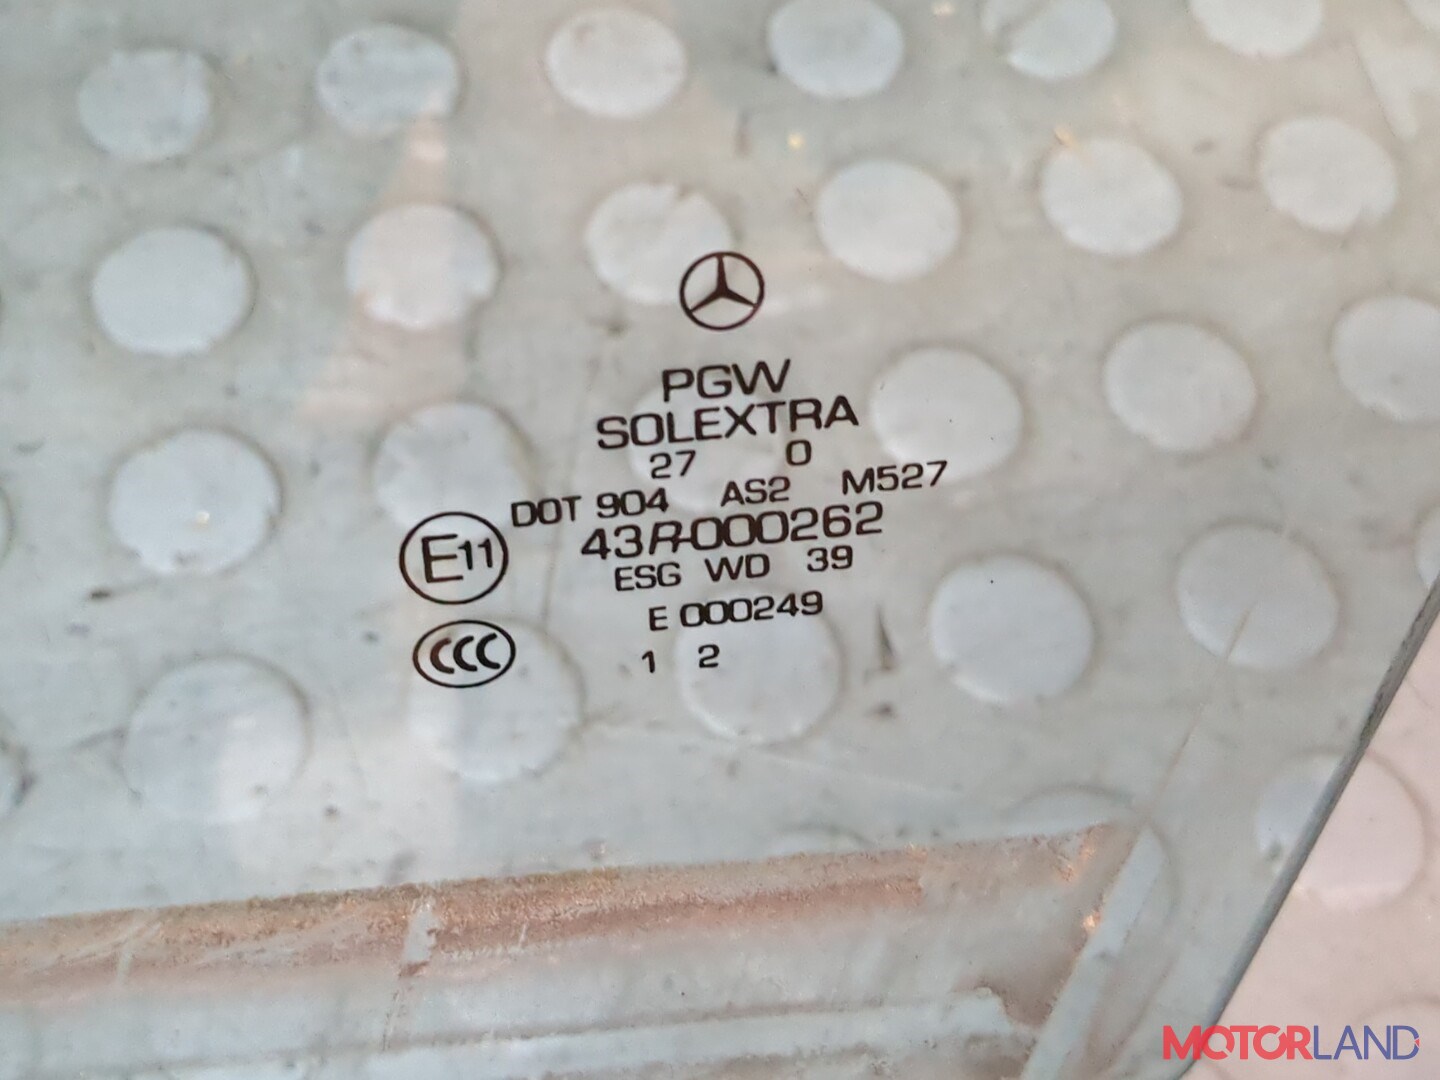 PGW
SOLEXTRA
27 0
DOT 904 AS2 M527
43R-000262
E11
ESG WD 39
E 000249
CCC
1 2
MOTORLAND